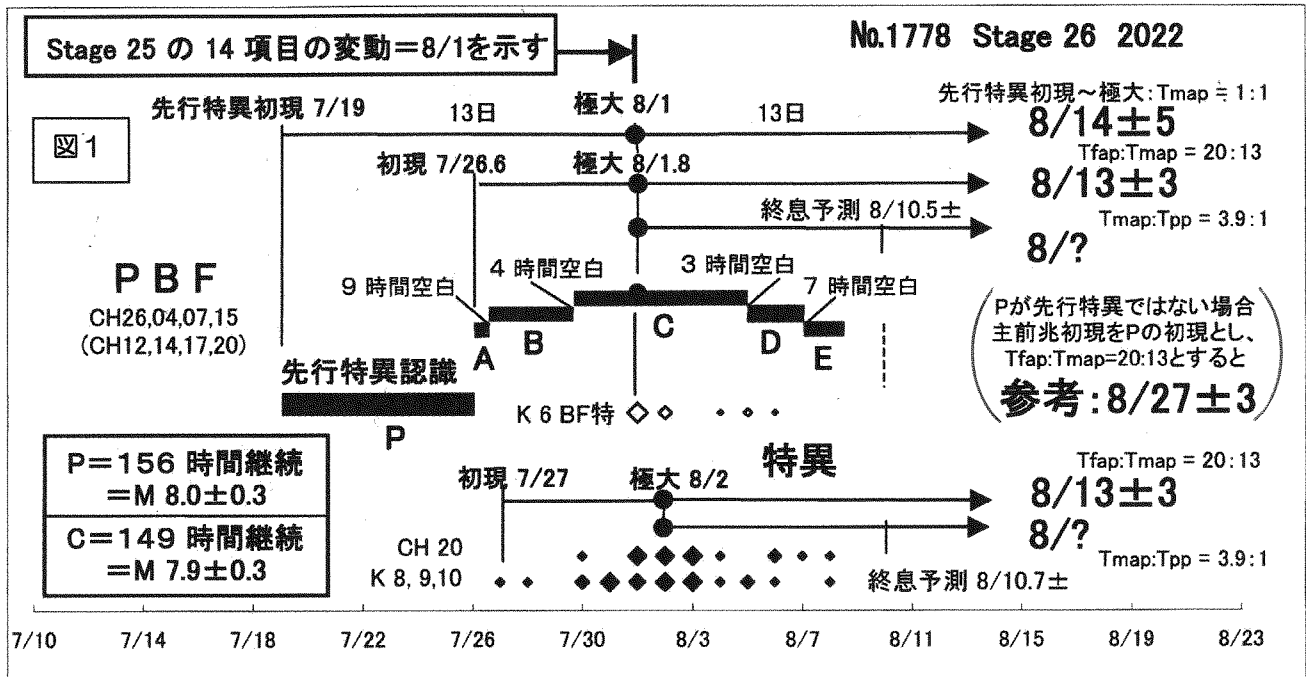 Stage 25 の 14 項目の変動＝8/1を示す
No.1778 Stage 26 2022
図1
先行特異初現 7/19
13日
極大 8/1
13日
先行特異初現～極大:Tmap = 1:1
8/14±5
初現 7/26.6
極大 8/1.8
Tfap:Tmap = 20:13
8/13±3
終息予測 8/10.5±
Tmap:Tpp = 3.9:1
8/?
PBF
CH26,04,07,15
(CH12,14,17,20)
9 時間空白
4 時間空白
3 時間空白
7 時間空白
A
B
C
D
E
先行特異認識
P
K 6 BF特
Pが先行特異ではない場合
主前兆初現をPの初現とし、
Tfap:Tmap=20:13とすると
参考:8/27±3
P＝156 時間継続
＝M 8.0±0.3
C＝149 時間継続
＝M 7.9±0.3
特異
初現 7/27
極大 8/2
Tfap:Tmap = 20:13
8/13±3
8/?
Tmap:Tpp = 3.9:1
CH 20
K 8, 9,10
終息予測 8/10.7±
7/10 7/14 7/18 7/22 7/26 7/30 8/3 8/7 8/11 8/15 8/19 8/23